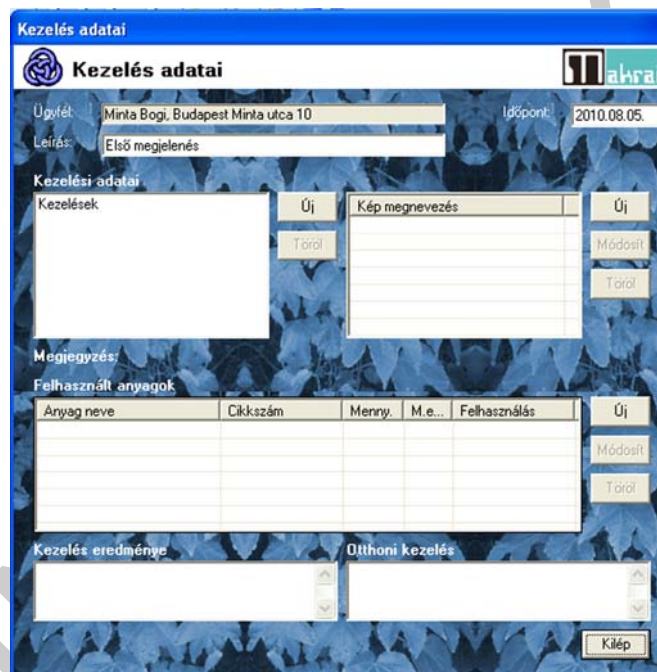 Kezelés adatai
Kezelés adatai
Ügyfél: Minta Bogi, Budapest Minta utca 10 Időpont: 2010.08.05.
Leírás: Első megjelenés
Kezelési adatai
Kezelések Új Kép megnevezés Új
Töröl Módosít
Töröl
Megjegyzés:
Felhasznált anyagok
Anyag neve Cikkszám Menny. M.e... Felhasználás Új
Módosít
Töröl
Kezelés eredménye Otthoni kezelés
Kilép